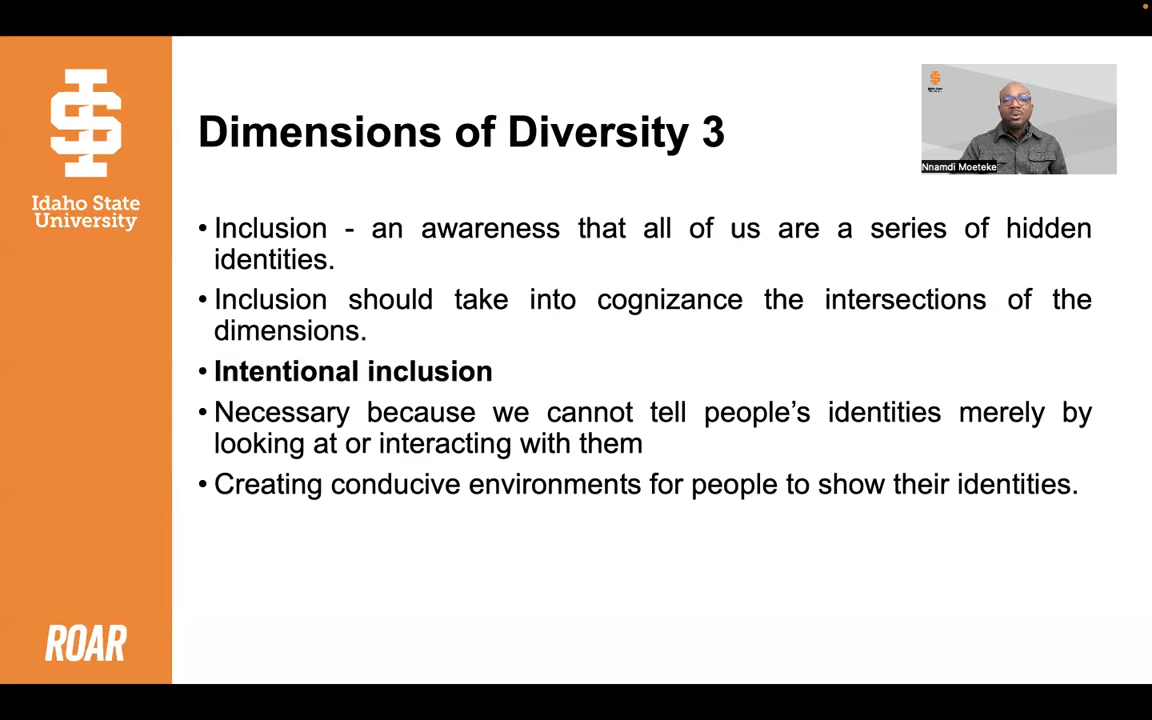 Idaho State
University
Dimensions of Diversity 3
Nnamdi Moeteke
• Inclusion - an awareness that all of us are a series of hidden
identities.
• Inclusion should take into cognizance the intersections of the
dimensions.
• Intentional inclusion
• Necessary because we cannot tell people’s identities merely by
looking at or interacting with them
• Creating conducive environments for people to show their identities.
ROAR